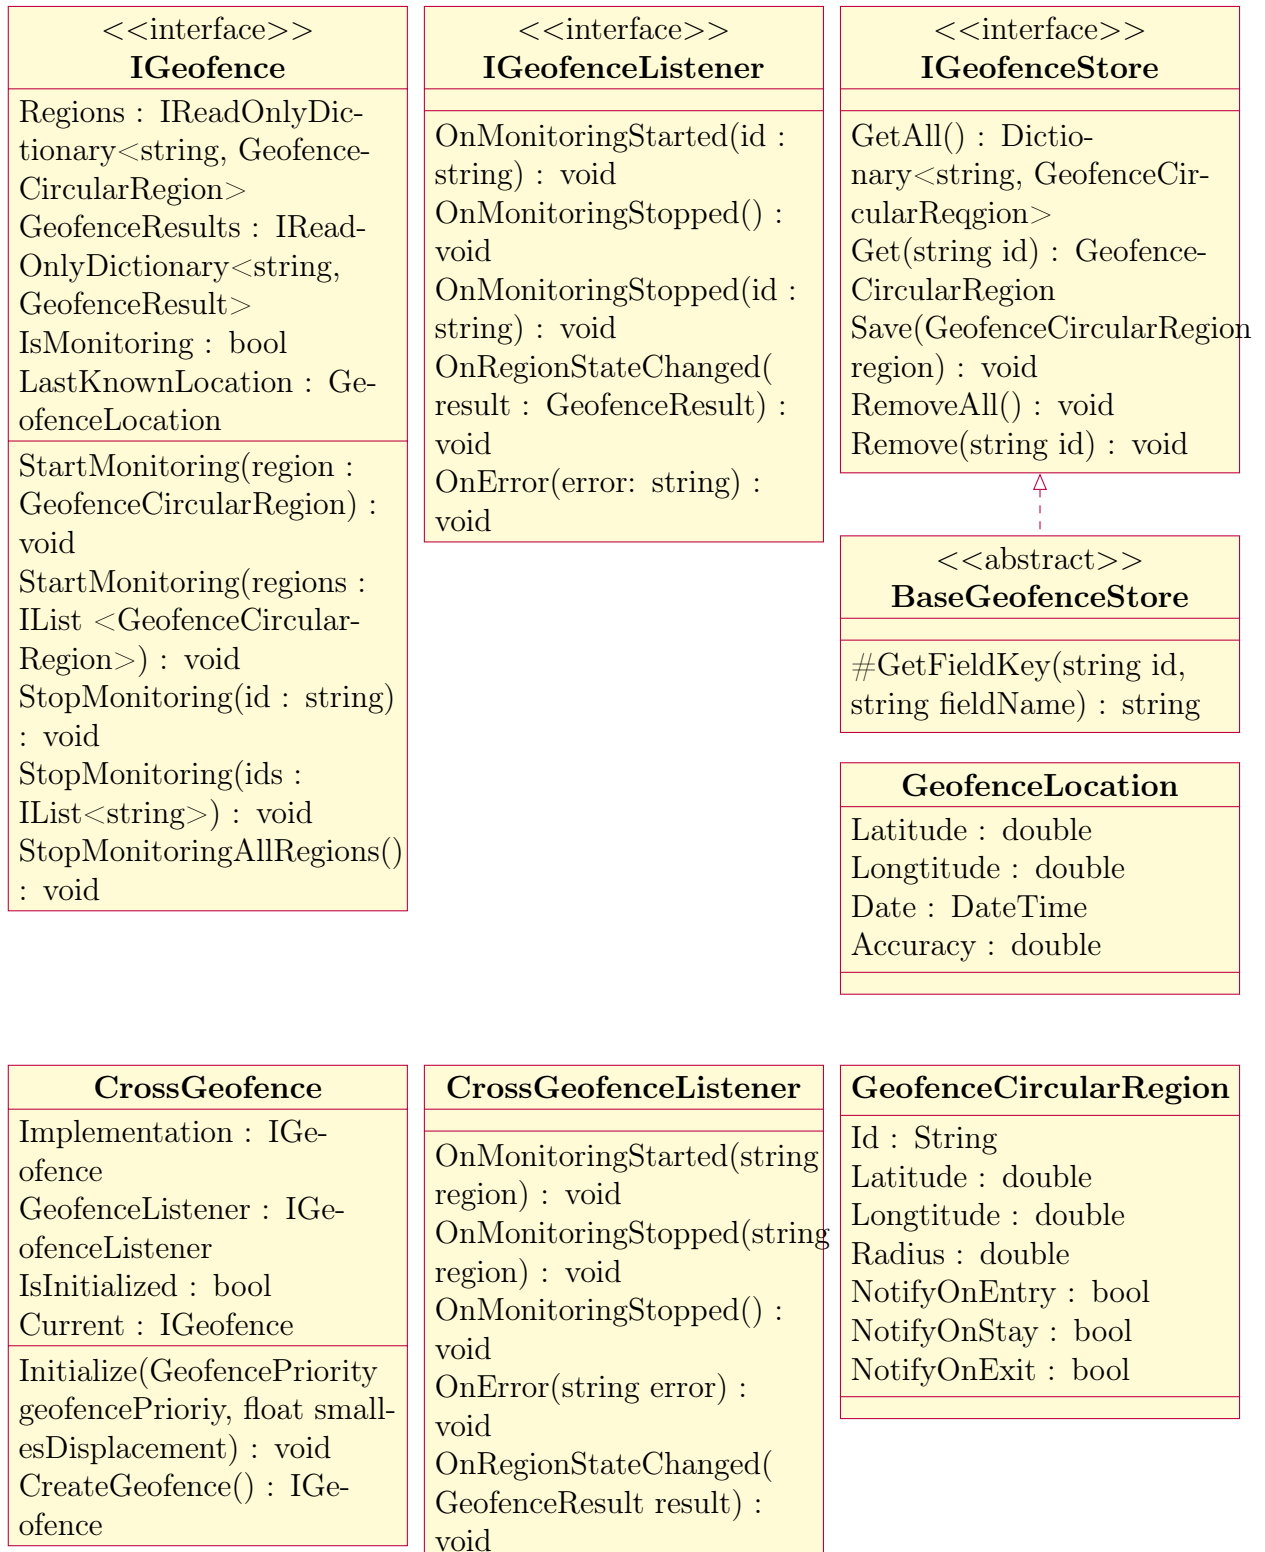 <<interface>>
IGeofence
Regions : IReadOnlyDic-
tionary<string, Geofence-
CircularRegion>
GeofenceResults : IRead-
OnlyDictionary<string,
GeofenceResult>
IsMonitoring : bool
LastKnownLocation : Ge-
ofenceLocation
StartMonitoring(region :
GeofenceCircularRegion) :
void
StartMonitoring(regions :
IList <GeofenceCircular-
Region>) : void
StopMonitoring(id : string)
: void
StopMonitoring(ids :
IList<string>) : void
StopMonitoringAllRegions()
: void
<<interface>>
IGeofenceListener
OnMonitoringStarted(id :
string) : void
OnMonitoringStopped() :
void
OnMonitoringStopped(id :
string) : void
OnRegionStateChanged(
result : GeofenceResult) :
void
OnError(error: string) :
void
<<interface>>
IGeofenceStore
GetAll() : Dictio-
nary<string, GeofenceCir-
cularReqgion>
Get(string id) : Geofence-
CircularRegion
Save(GeofenceCircularRegion
region) : void
RemoveAll() : void
Remove(string id) : void
<<abstract>>
BaseGeofenceStore
#GetFieldKey(string id,
string fieldName) : string
GeofenceLocation
Latitude : double
Longtitude : double
Date : DateTime
Accuracy : double
CrossGeofence
Implementation : IGe-
ofence
GeofenceListener : IGe-
ofenceListener
IsInitialized : bool
Current : IGeofence
Initialize(GeofencePriority
geofencePrioriy, float small-
esDisplacement) : void
CreateGeofence() : IGe-
ofence
CrossGeofenceListener
OnMonitoringStarted(string
region) : void
OnMonitoringStopped(string
region) : void
OnMonitoringStopped() :
void
OnError(string error) :
void
OnRegionStateChanged(
GeofenceResult result) :
void
GeofenceCircularRegion
Id : String
Latitude : double
Longtitude : double
Radius : double
NotifyOnEntry : bool
NotifyOnStay : bool
NotifyOnExit : bool